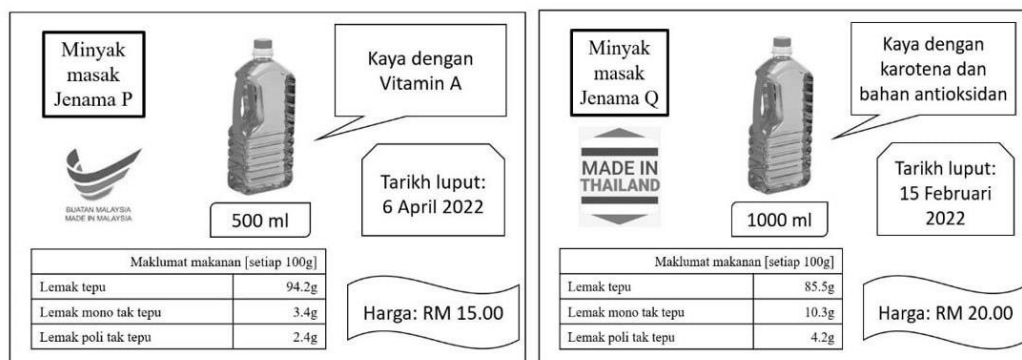 Minyak
masak
Jenama P
Kaya dengan
Vitamin A
BUATAN MALAYSIA
MADE IN MALAYSIA
500 ml
Tarikh luput:
6 April 2022
Maklumat makanan [setiap 100g]
Lemak tepu 94.2g
Lemak mono tak tepu 3.4g
Lemak poli tak tepu 2.4g
Harga: RM 15.00
Minyak
masak
Jenama Q
Kaya dengan
karotena dan
bahan antioksidan
MADE IN
THAILAND
1000 ml
Tarikh luput:
15 Februari
2022
Maklumat makanan [setiap 100g]
Lemak tepu 85.5g
Lemak mono tak tepu 10.3g
Lemak poli tak tepu 4.2g
Harga: RM 20.00